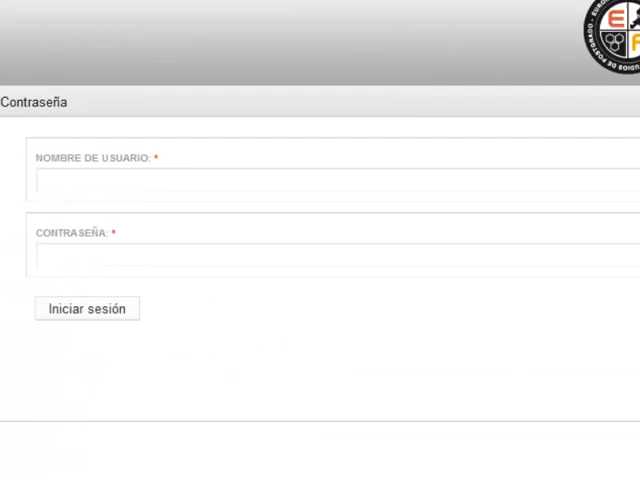 Contraseña
NOMBRE DE USUARIO: *
CONTRASEÑA: *
Iniciar sesión